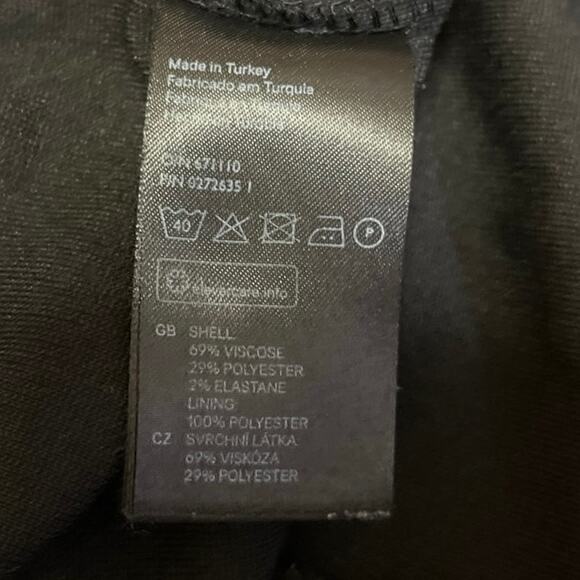 Made in Turkey
Fabricado em Turquia
O/N 671110
P/N 0272635 1
40
P
clevercare.info
GB SHELL
69% VISCOSE
29% POLYESTER
2% ELASTANE
LINING
100% POLYESTER
CZ SVRCHNÍ LÁTKA
69% VISKÓZA
29% POLYESTER